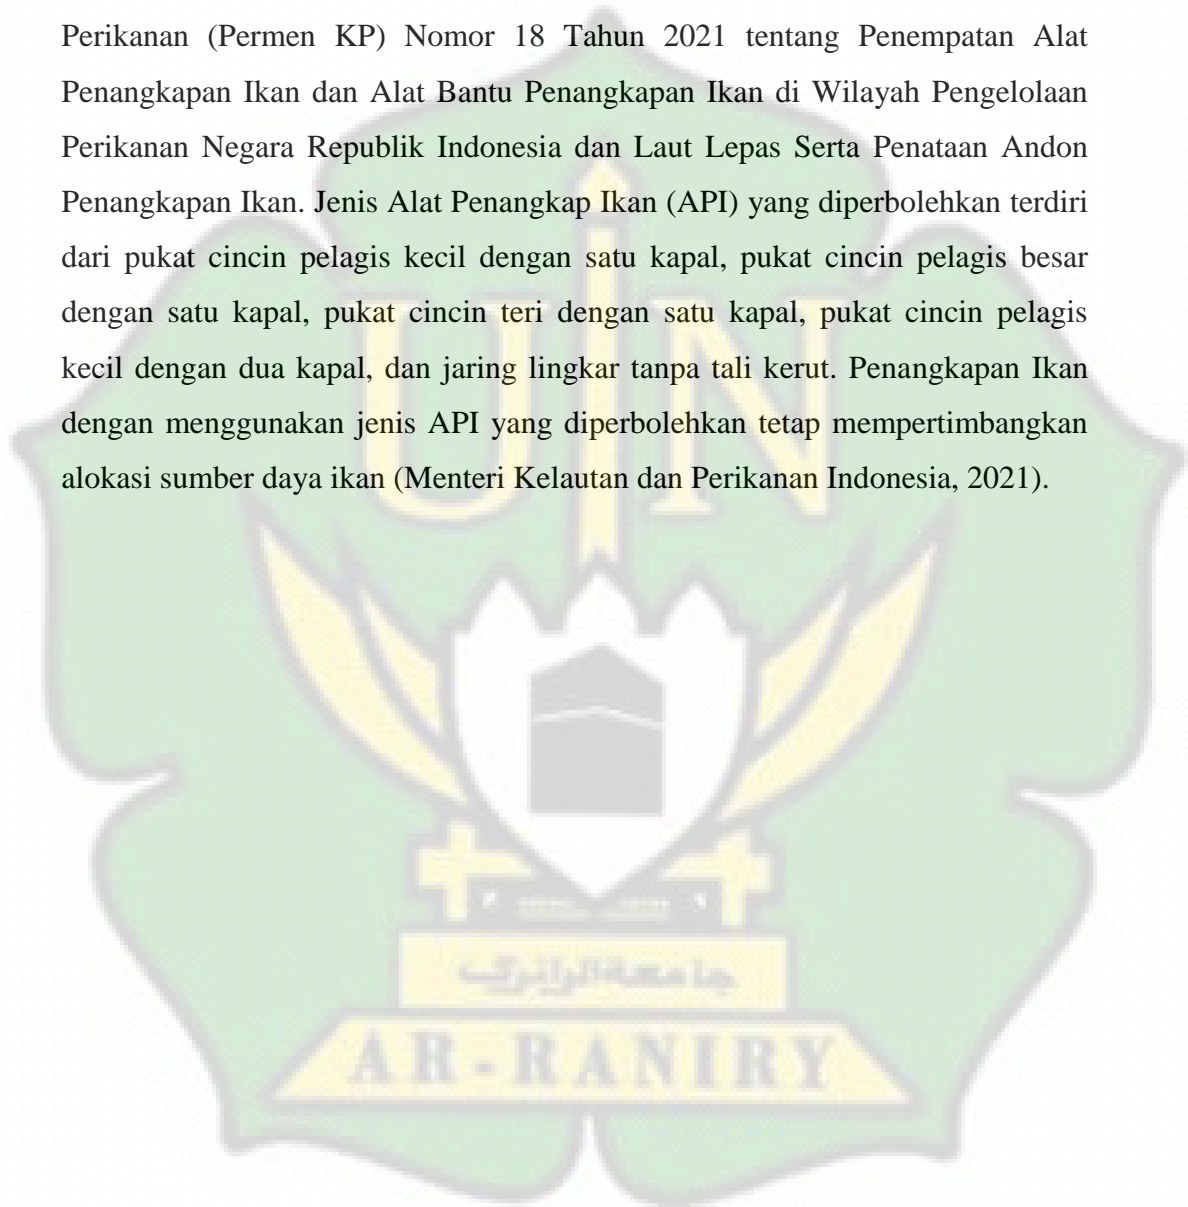 Perikanan (Permen KP) Nomor 18 Tahun 2021 tentang Penempatan Alat
Penangkapan Ikan dan Alat Bantu Penangkapan Ikan di Wilayah Pengelolaan
Perikanan Negara Republik Indonesia dan Laut Lepas Serta Penataan Andon
Penangkapan Ikan. Jenis Alat Penangkap Ikan (API) yang diperbolehkan terdiri
dari pukat cincin pelagis kecil dengan satu kapal, pukat cincin pelagis besar
dengan satu kapal, pukat cincin teri dengan satu kapal, pukat cincin pelagis
kecil dengan dua kapal, dan jaring lingkar tanpa tali kerut. Penangkapan Ikan
dengan menggunakan jenis API yang diperbolehkan tetap mempertimbangkan
alokasi sumber daya ikan (Menteri Kelautan dan Perikanan Indonesia, 2021).
UIN
جامعة الرانري
AR-RANIRY